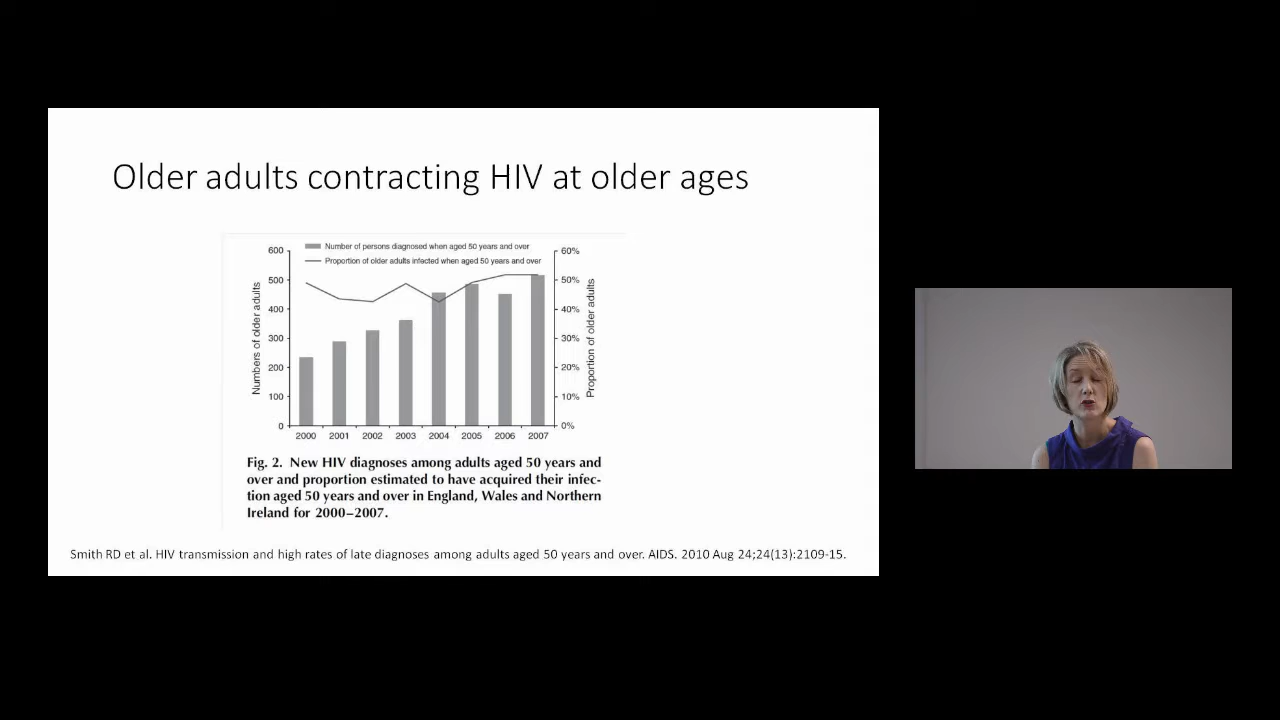 Older adults contracting HIV at older ages
Number of persons diagnosed when aged 50 years and over
Proportion of older adults infected when aged 50 years and over
600
500
400
300
200
100
0
Numbers of older adults
60%
50%
40%
30%
20%
10%
0%
Proportion of older adults
2000 2001 2002 2003 2004 2005 2006 2007
Fig. 2. New HIV diagnoses among adults aged 50 years and
over and proportion estimated to have acquired their infec-
tion aged 50 years and over in England, Wales and Northern
Ireland for 2000–2007.
Smith RD et al. HIV transmission and high rates of late diagnoses among adults aged 50 years and over. AIDS. 2010 Aug 24;24(13):2109-15.